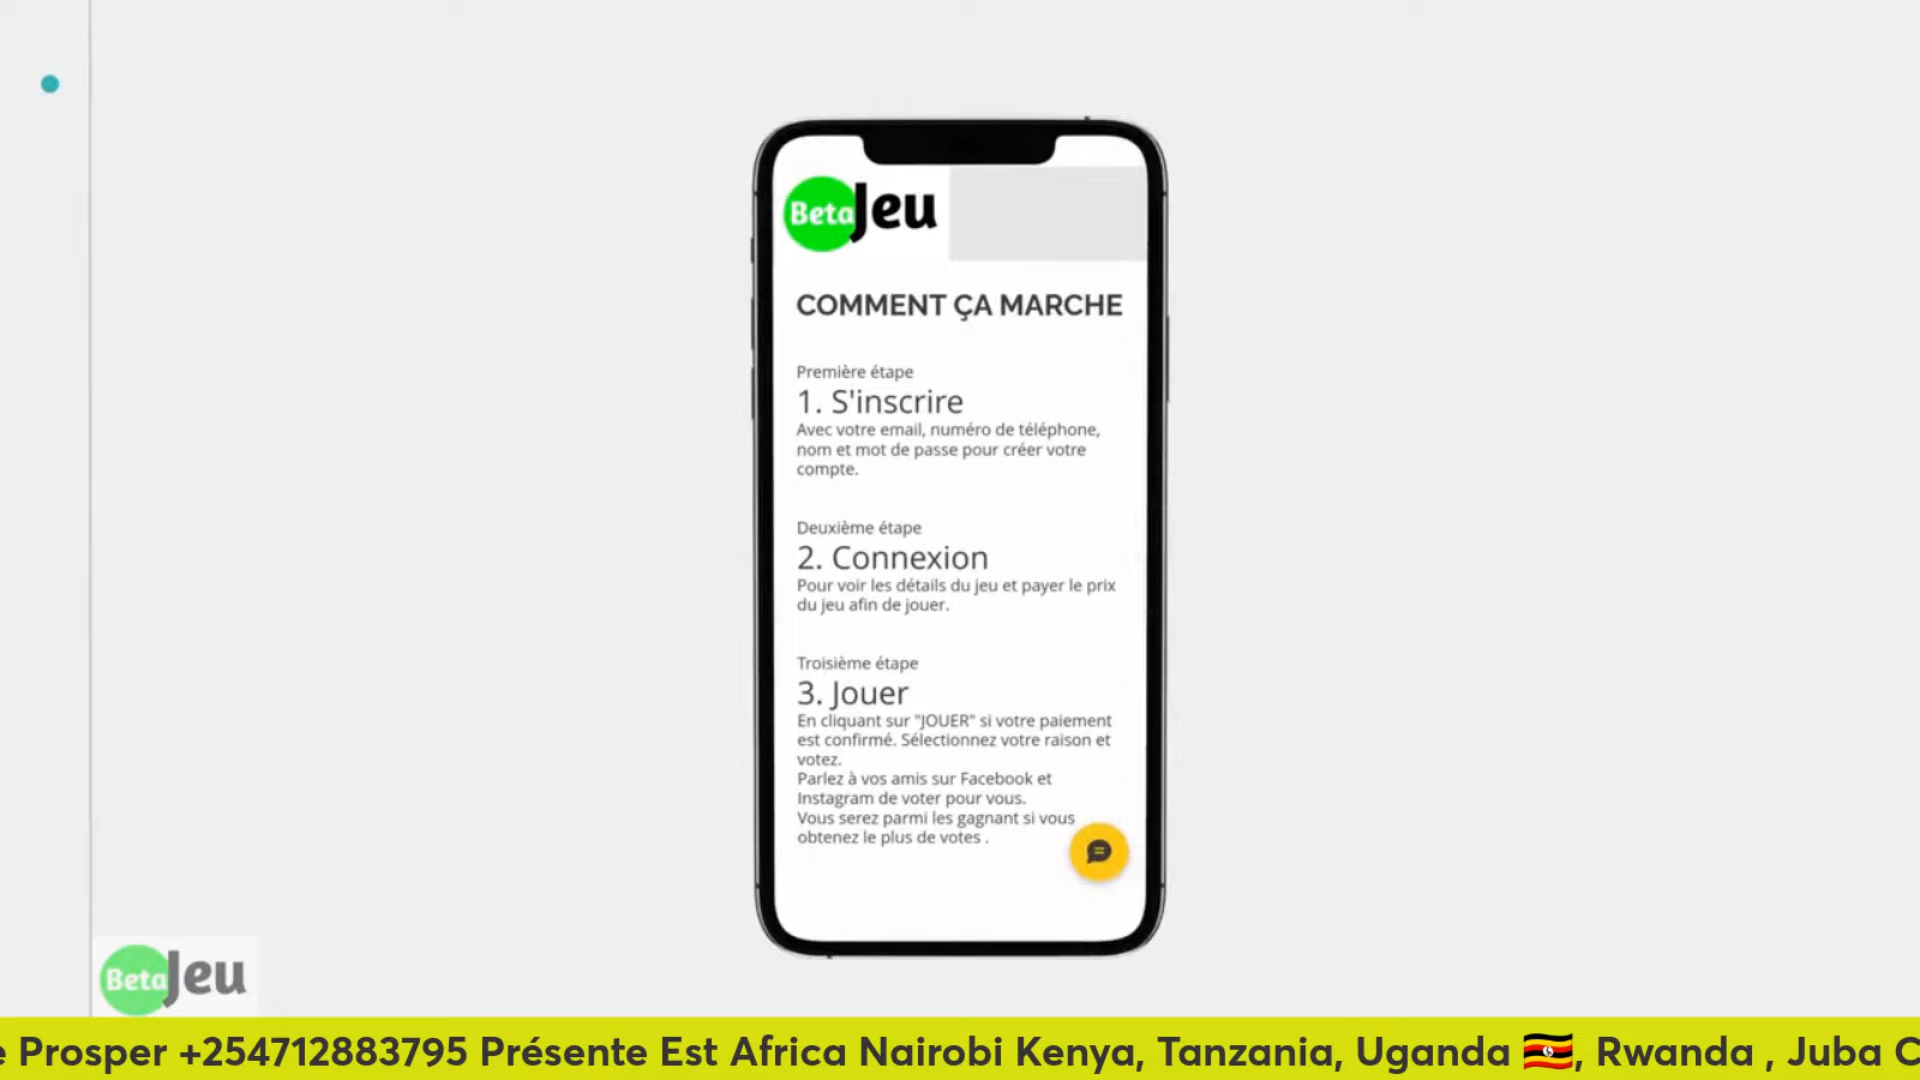 Beta Jeu
COMMENT ÇA MARCHE
Première étape
1. S'inscrire
Avec votre email, numéro de téléphone,
nom et mot de passe pour créer votre
compte.
Deuxième étape
2. Connexion
Pour voir les détails du jeu et payer le prix
du jeu afin de jouer.
Troisième étape
3. Jouer
En cliquant sur "JOUER" si votre paiement
est confirmé. Sélectionnez votre raison et
votez.
Parlez à vos amis sur Facebook et
Instagram de voter pour vous.
Vous serez parmi les gagnant si vous
obtenez le plus de votes .
Beta Jeu
Prosper +254712883795 Présente Est Africa Nairobi Kenya, Tanzania, Uganda 🇺🇬, Rwanda , Juba